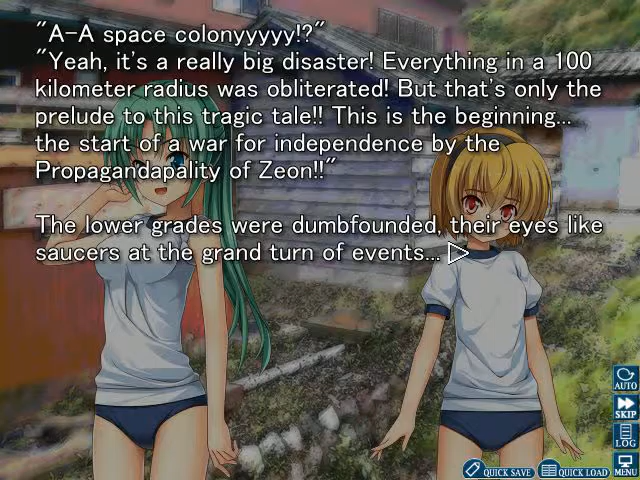 "A-A space colonyyyyy!?"
"Yeah, it's a really big disaster! Everything in a 100
kilometer radius was obliterated! But that's only the
prelude to this tragic tale!! This is the beginning...
the start of a war for independence by the
Propagandapality of Zeon!!"
The lower grades were dumbfounded, their eyes like
saucers at the grand turn of events...
AUTO
SKIP
LOG
QUICK SAVE
QUICK LOAD
MENU